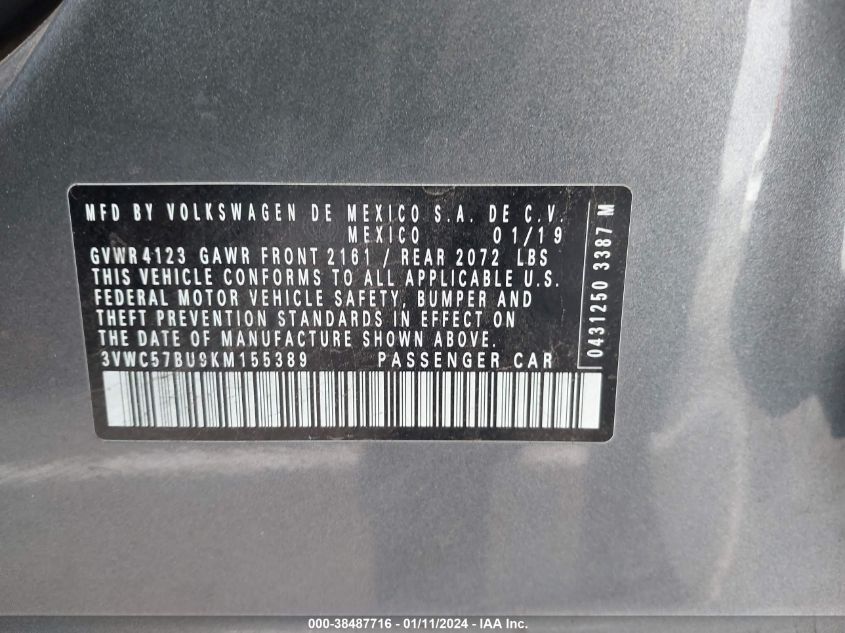 MFD BY VOLKSWAGEN DE MEXICO S.A. DE C.V.
MEXICO 01/19
GVWR 4123 GAWR FRONT 2161 / REAR 2072 LBS
THIS VEHICLE CONFORMS TO ALL APPLICABLE U.S.
FEDERAL MOTOR VEHICLE SAFETY, BUMPER AND
THEFT PREVENTION STANDARDS IN EFFECT ON
THE DATE OF MANUFACTURE SHOWN ABOVE.
3VWC57BU9KM155389 PASSENGER CAR
0431250 3387 M
000-38487716 - 01/11/2024 - IAA Inc.